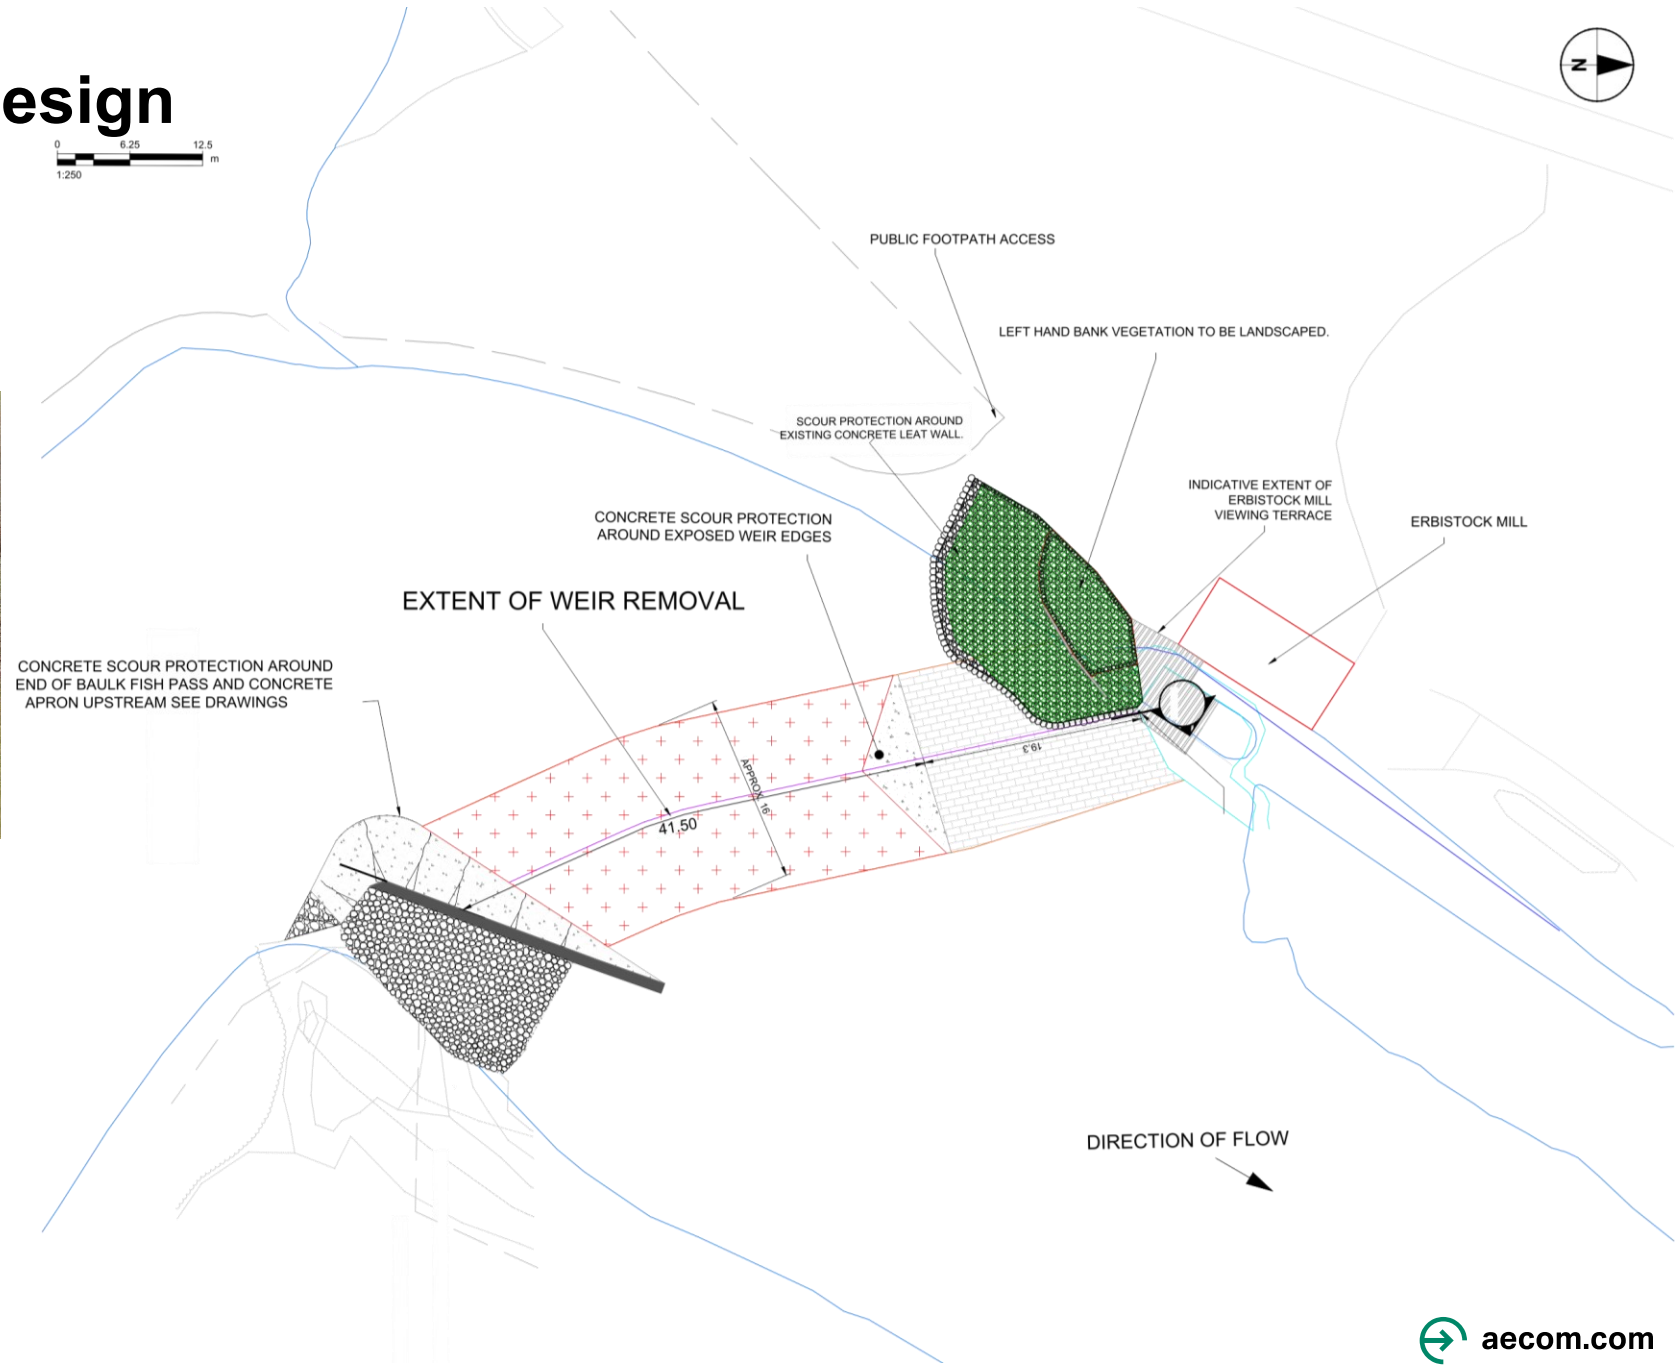 esign
0 6.25 12.5
m
1:250
N
PUBLIC FOOTPATH ACCESS
LEFT HAND BANK VEGETATION TO BE LANDSCAPED.
SCOUR PROTECTION AROUND
EXISTING CONCRETE LEAT WALL.
INDICATIVE EXTENT OF
ERBISTOCK MILL
VIEWING TERRACE
ERBISTOCK MILL
CONCRETE SCOUR PROTECTION
AROUND EXPOSED WEIR EDGES
EXTENT OF WEIR REMOVAL
CONCRETE SCOUR PROTECTION AROUND
END OF BAULK FISH PASS AND CONCRETE
APRON UPSTREAM SEE DRAWINGS
19.3
APPROX. 16
41.50
DIRECTION OF FLOW
aecom.com